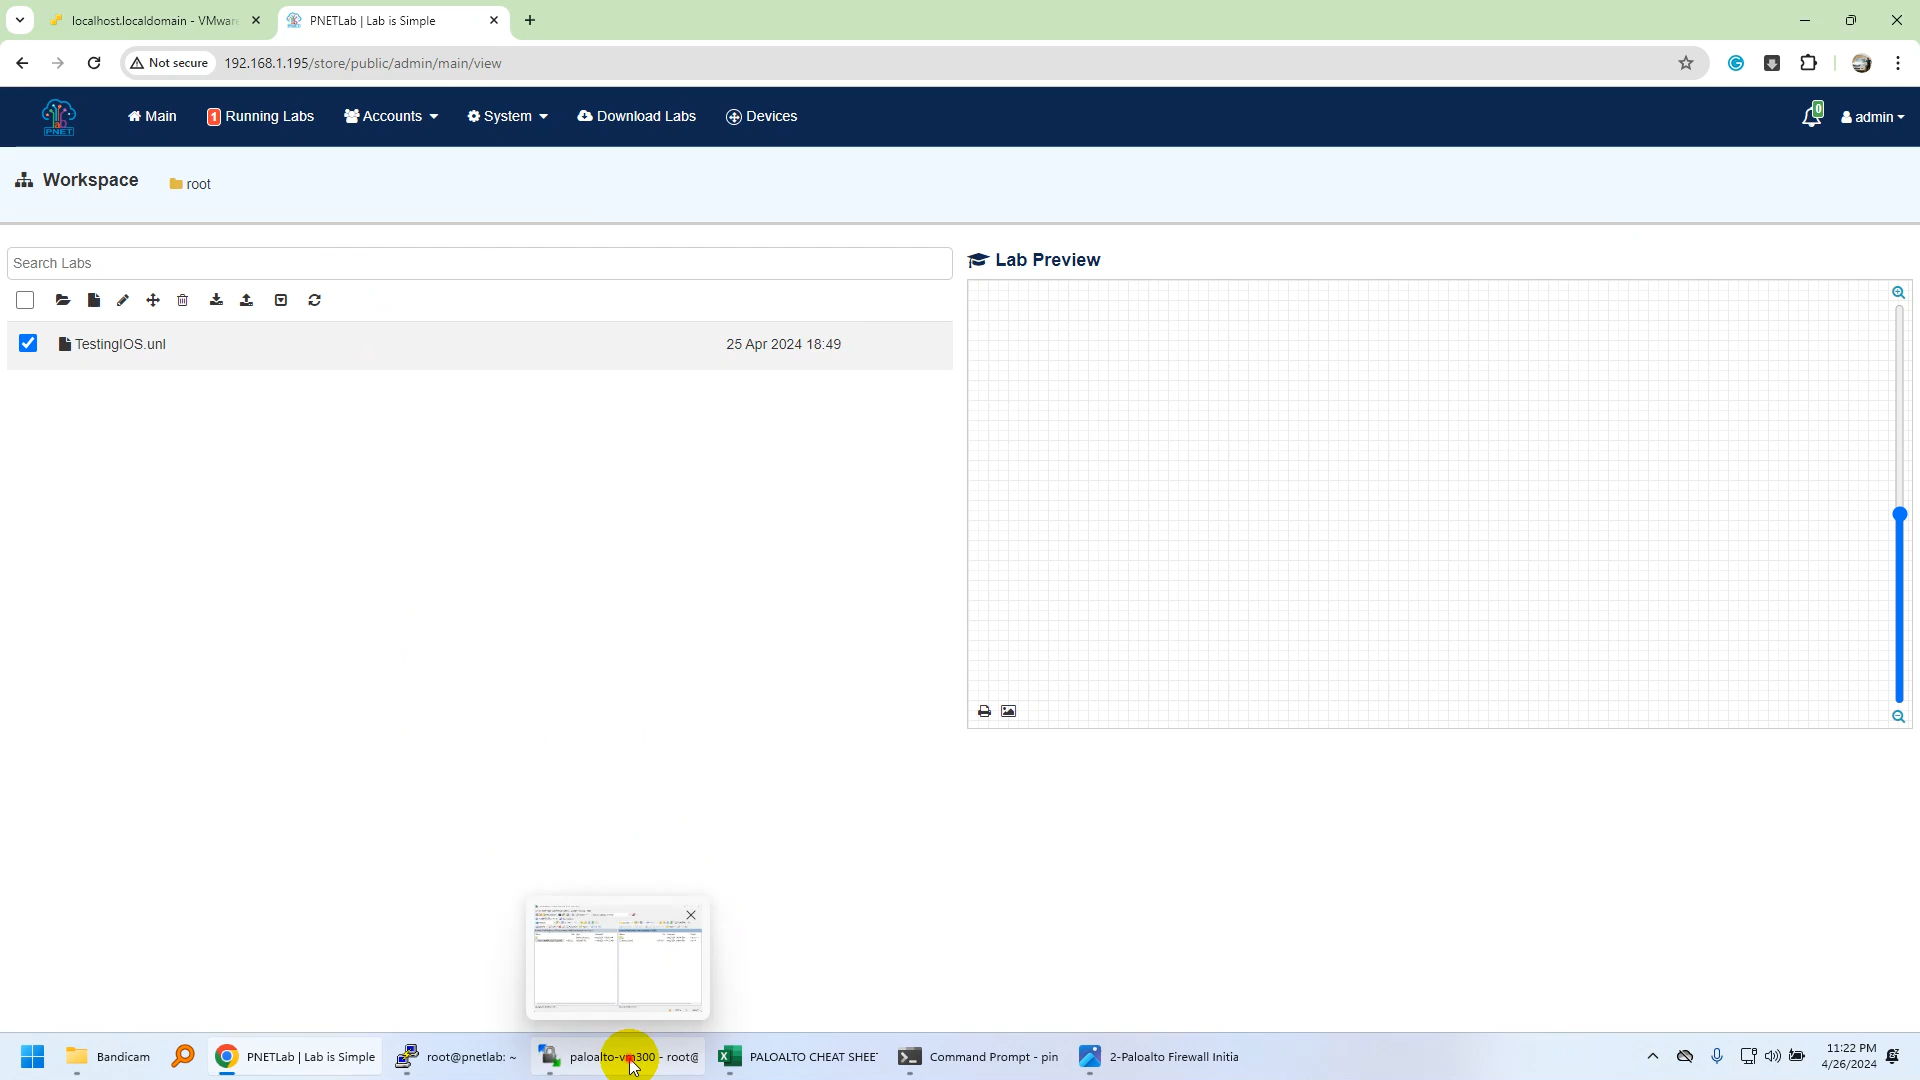 localhost.localdomain - VMwar
PNETLab | Lab is Simple
Not secure
192.168.1.195/store/public/admin/main/view
PNET
Main
1 Running Labs
Accounts
System
Download Labs
Devices
0
admin
Workspace
root
Search Labs
Lab Preview
TestingIOS.unl
25 Apr 2024 18:49
Bandicam
PNETLab | Lab is Simple
root@pnetlab: ~
paloalto-vm300 - root@
PALOALTO CHEAT SHEE
Command Prompt - pin
2-Paloalto Firewall Initia
11:22 PM
4/26/2024